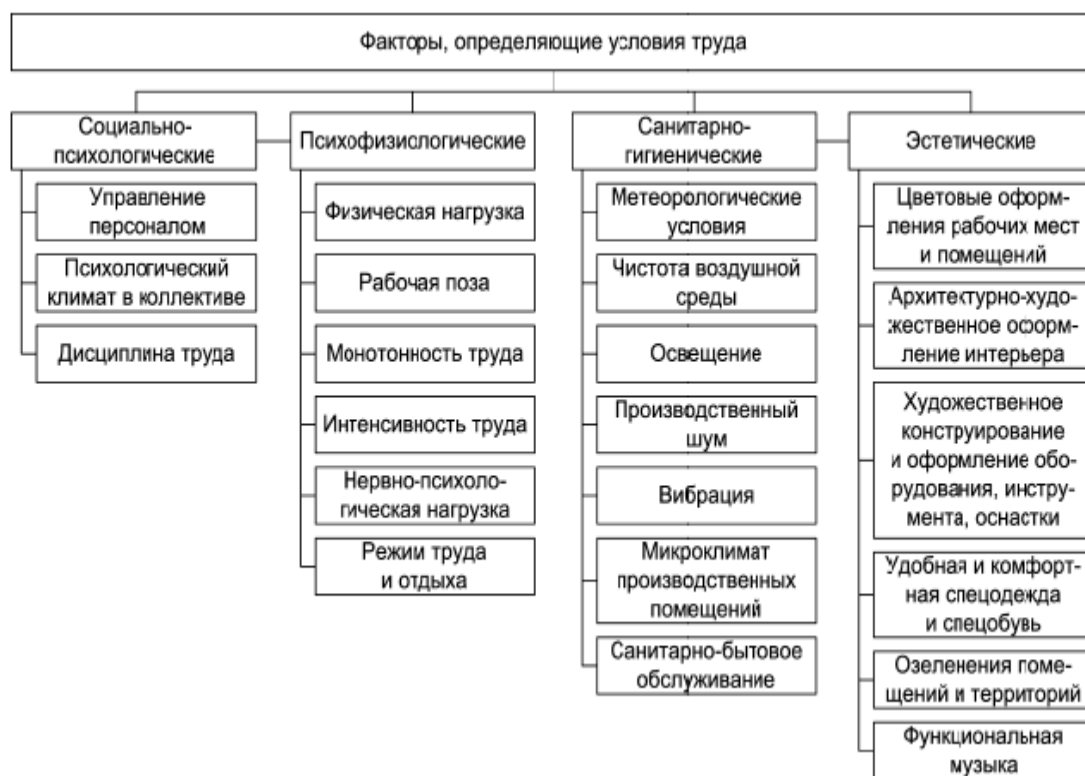 Факторы, определяющие условия труда
Социально-
психологические
Управление
персоналом
Психологический
климат в коллективе
Дисциплина труда
Психофизиологические
Физическая нагрузка
Рабочая поза
Монотонность труда
Интенсивность труда
Нервно-психоло-
гическая нагрузка
Режим труда
и отдыха
Санитарно-
гигиенические
Метеорологические
условия
Чистота воздушной
среды
Освещение
Производственный
шум
Вибрация
Микроклимат
производственных
помещений
Санитарно-бытовое
обслуживание
Эстетические
Цветовые оформ-
ления рабочих мест
и помещений
Архитектурно-худо-
жественное оформ-
ление интерьера
Художественное
конструирование
и оформление обо-
рудования, инстру-
мента, оснастки
Удобная и комфорт-
ная спецодежда
и спецобувь
Озеленения поме-
щений и территорий
Функциональная
музыка